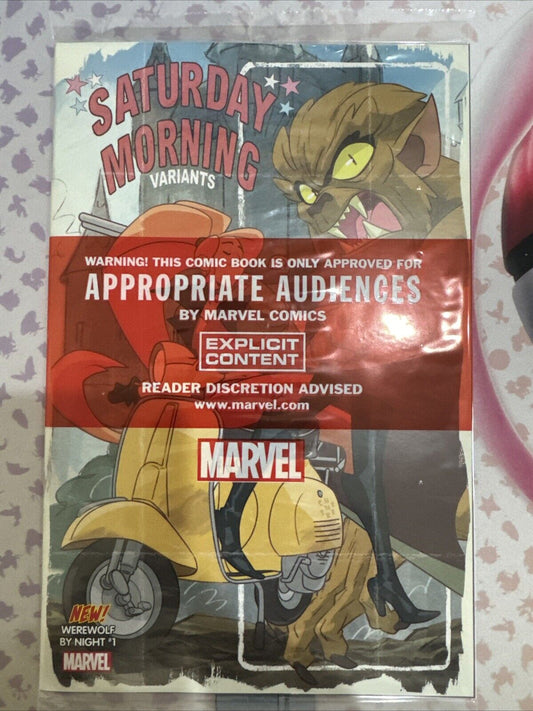 SATURDAY
MORNING
VARIANTS
WARNING! THIS COMIC BOOK IS ONLY APPROVED FOR
APPROPRIATE AUDIENCES
BY MARVEL COMICS
EXPLICIT
CONTENT
READER DISCRETION ADVISED
www.marvel.com
MARVEL
NEW!
WEREWOLF
BY NIGHT #1
MARVEL